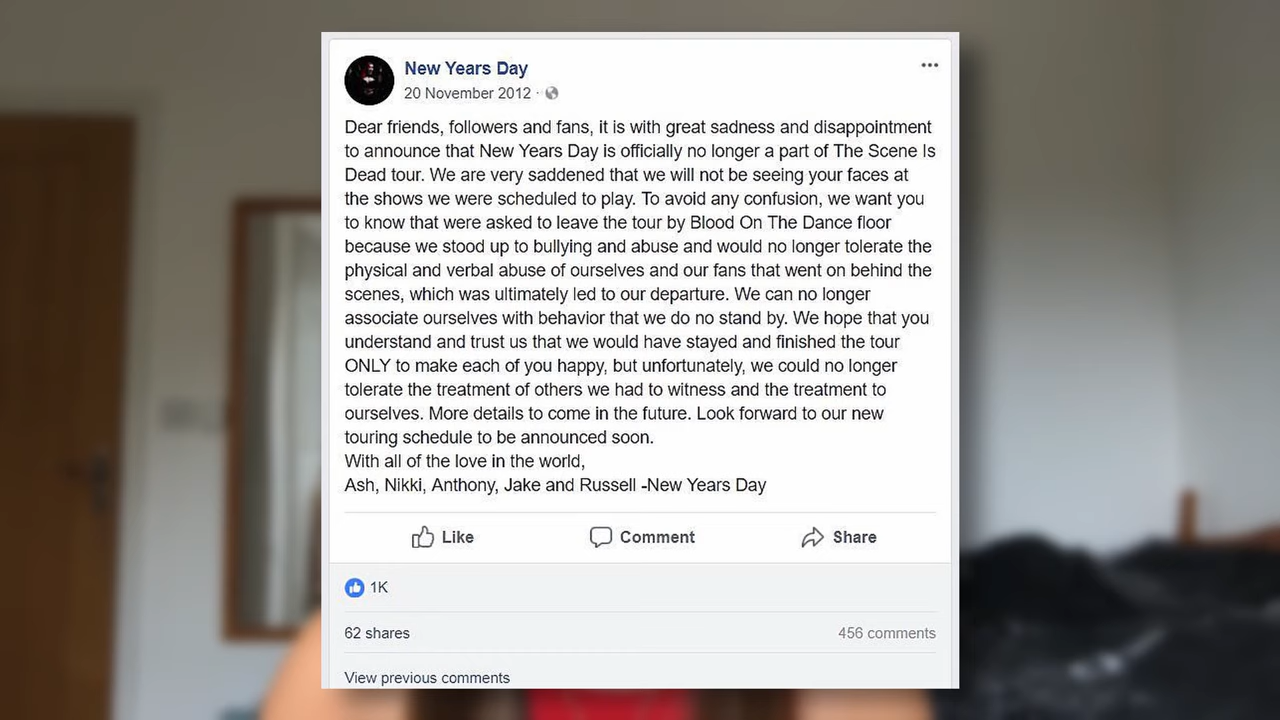 New Years Day
20 November 2012 ·
Dear friends, followers and fans, it is with great sadness and disappointment
to announce that New Years Day is officially no longer a part of The Scene Is
Dead tour. We are very saddened that we will not be seeing your faces at
the shows we were scheduled to play. To avoid any confusion, we want you
to know that were asked to leave the tour by Blood On The Dance floor
because we stood up to bullying and abuse and would no longer tolerate the
physical and verbal abuse of ourselves and our fans that went on behind the
scenes, which was ultimately led to our departure. We can no longer
associate ourselves with behavior that we do no stand by. We hope that you
understand and trust us that we would have stayed and finished the tour
ONLY to make each of you happy, but unfortunately, we could no longer
tolerate the treatment of others we had to witness and the treatment to
ourselves. More details to come in the future. Look forward to our new
touring schedule to be announced soon.
With all of the love in the world,
Ash, Nikki, Anthony, Jake and Russell -New Years Day
Like Comment Share
1K
62 shares 456 comments
View previous comments